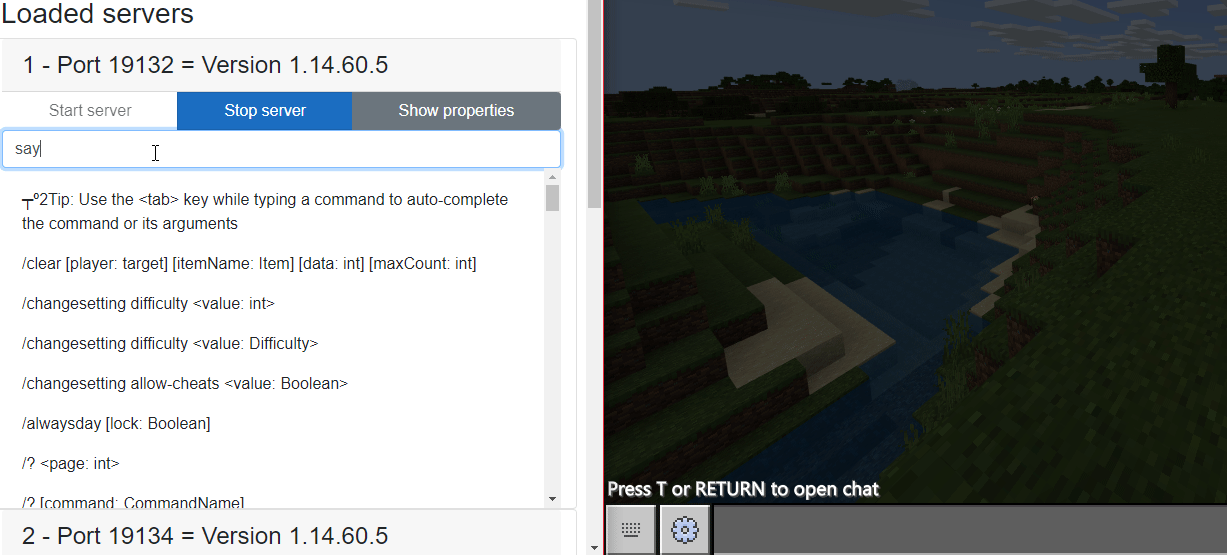 Loaded servers
1 - Port 19132 = Version 1.14.60.5
Start server
Stop server
Show properties
say
┬º2Tip: Use the <tab> key while typing a command to auto-complete
the command or its arguments
/clear [player: target] [itemName: Item] [data: int] [maxCount: int]
/changesetting difficulty <value: int>
/changesetting difficulty <value: Difficulty>
/changesetting allow-cheats <value: Boolean>
/alwaysday [lock: Boolean]
/? <page: int>
/? [command: CommandName]
2 - Port 19134 = Version 1.14.60.5
Press T or RETURN to open chat